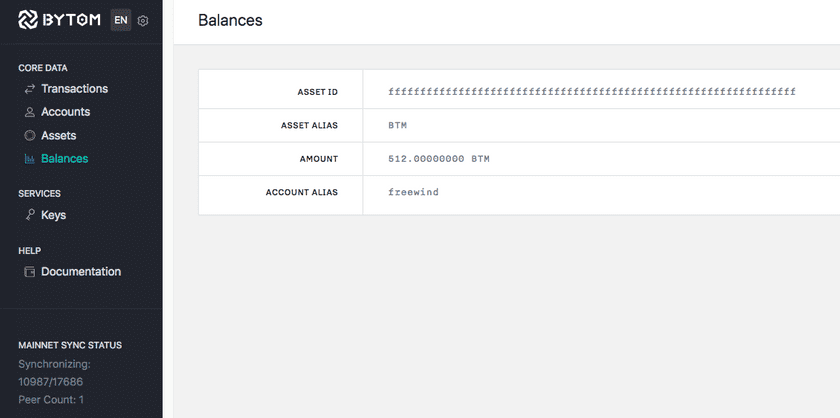 BYTOM EN
CORE DATA
Transactions
Accounts
Assets
Balances
SERVICES
Keys
HELP
Documentation
MAINNET SYNC STATUS
Synchronizing:
10987/17686
Peer Count: 1
Balances
ASSET ID ffffffffffffffffffffffffffffffffffffffffffffffffffffffffffffffff
ASSET ALIAS BTM
AMOUNT 512.00000000 BTM
ACCOUNT ALIAS freewind